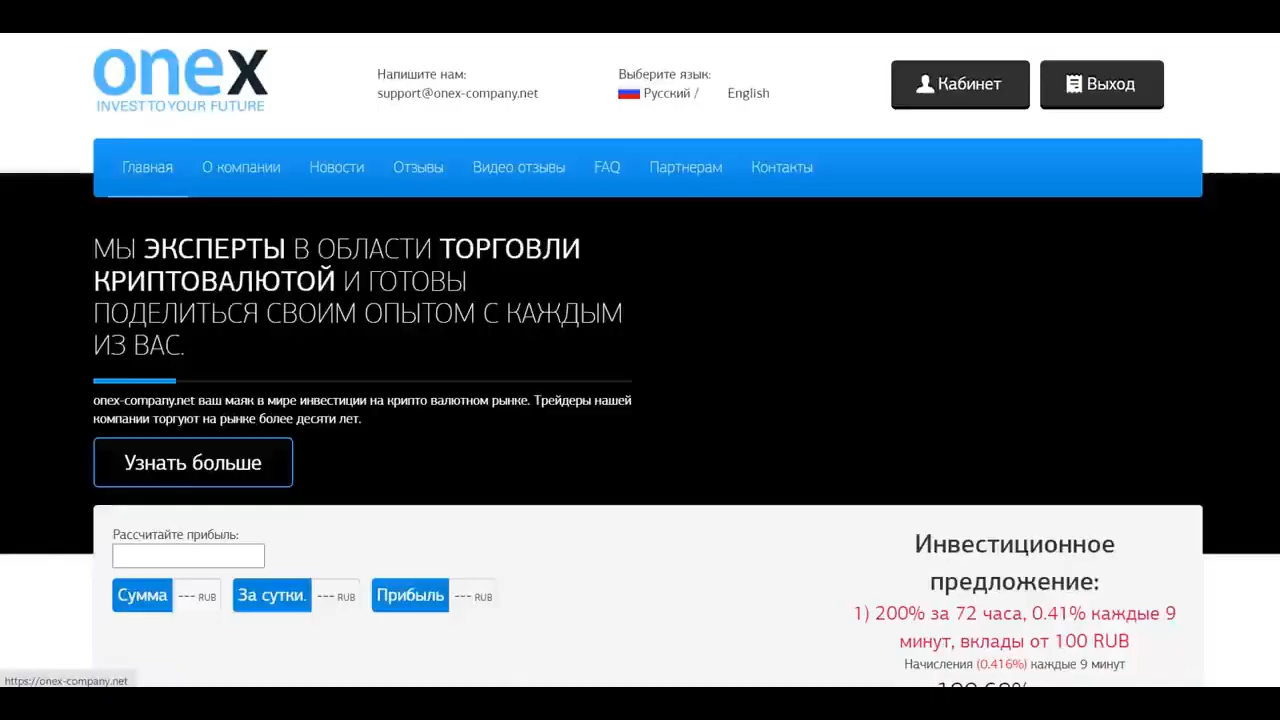 onex
INVEST TO YOUR FUTURE
Напишите нам:
support@onex-company.net
Выберите язык:
Русский / English
Кабинет
Выход
Главная О компании Новости Отзывы Видео отзывы FAQ Партнерам Контакты
МЫ ЭКСПЕРТЫ В ОБЛАСТИ ТОРГОВЛИ
КРИПТОВАЛЮТОЙ И ГОТОВЫ
ПОДЕЛИТЬСЯ СВОИМ ОПЫТОМ С КАЖДЫМ
ИЗ ВАС.
onex-company.net ваш маяк в мире инвестиции на крипто валютном рынке. Трейдеры нашей
компании торгуют на рынке более десяти лет.
Узнать больше
Рассчитайте прибыль:
Сумма --- RUB За сутки. --- RUB Прибыль --- RUB
Инвестиционное
предложение:
1) 200% за 72 часа, 0.41% каждые 9
минут, вклады от 100 RUB
Начисления (0.416%) каждые 9 минут
https://onex-company.net